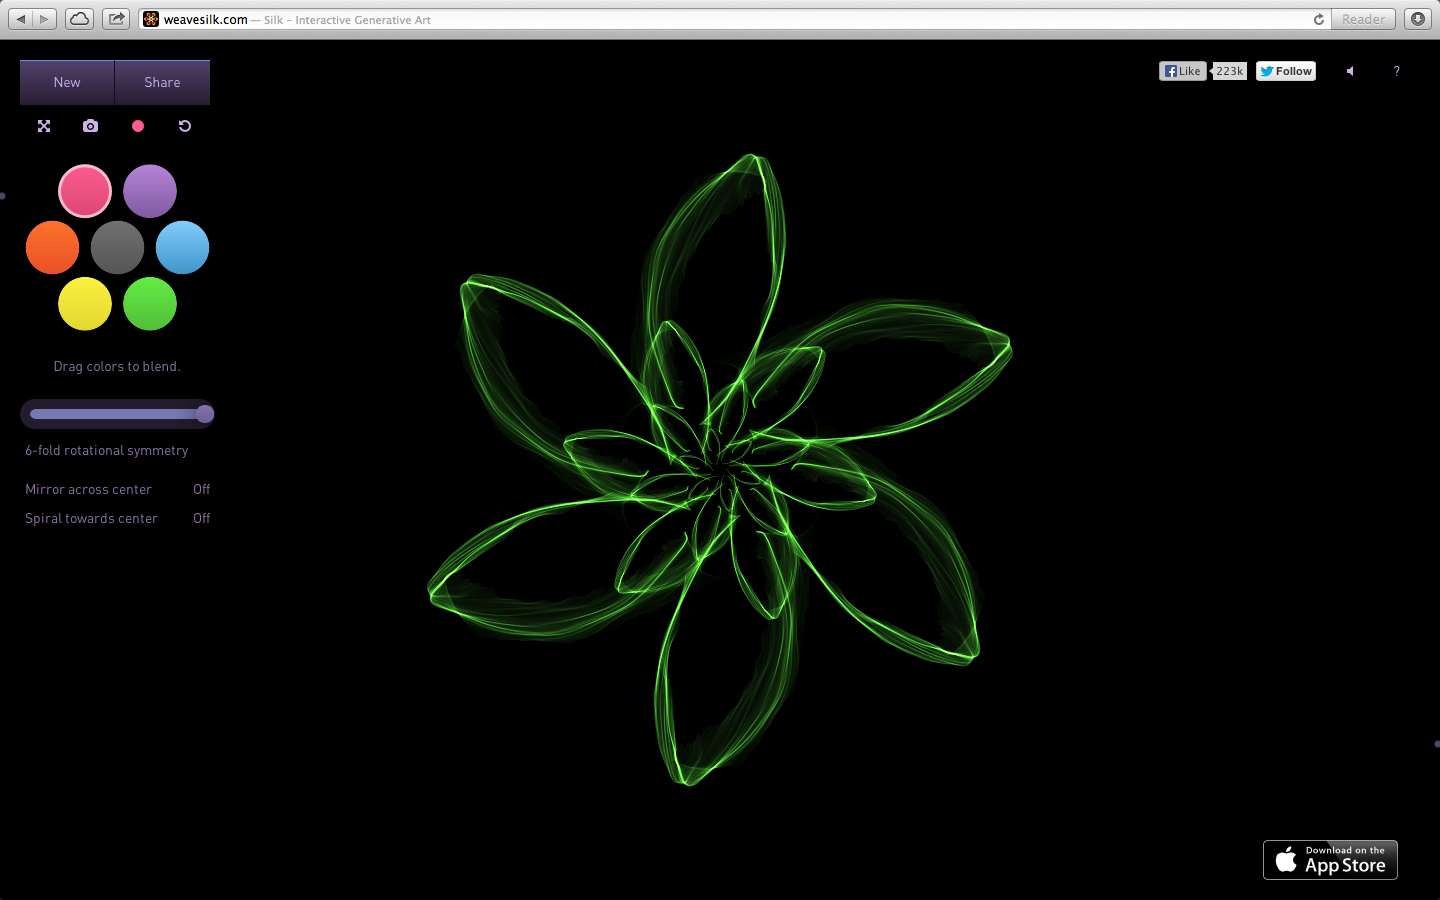 weavesilk.com — Silk – Interactive Generative Art
Reader
New Share
Like 223k Follow ?
Drag colors to blend.
6-fold rotational symmetry
Mirror across center Off
Spiral towards center Off
Download on the
App Store